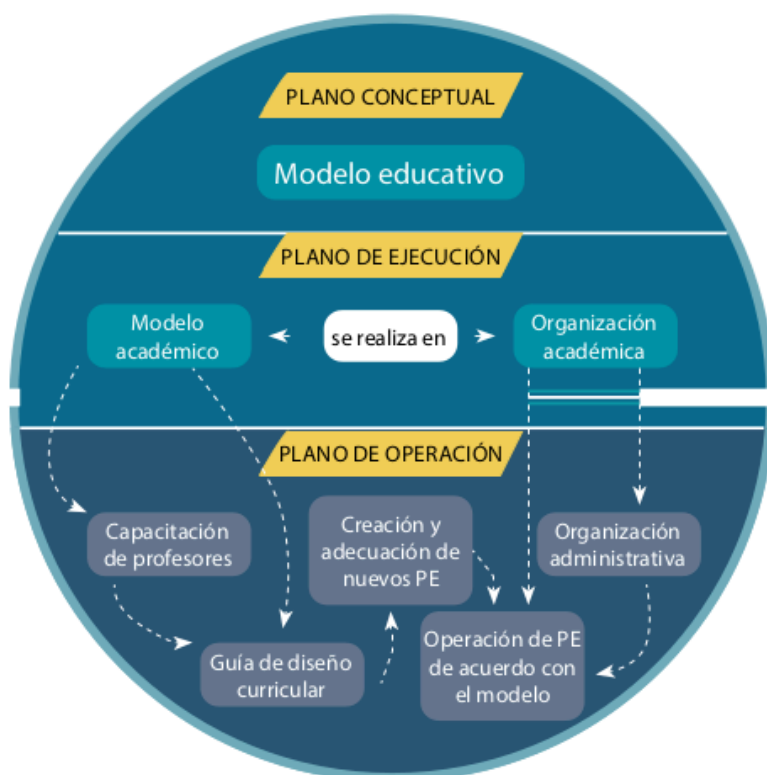 PLANO CONCEPTUAL
Modelo educativo
PLANO DE EJECUCIÓN
Modelo
académico
se realiza en
Organización
académica
PLANO DE OPERACIÓN
Capacitación
de profesores
Creación y
adecuación de
nuevos PE
Organización
administrativa
Guía de diseño
curricular
Operación de PE
de acuerdo con
el modelo